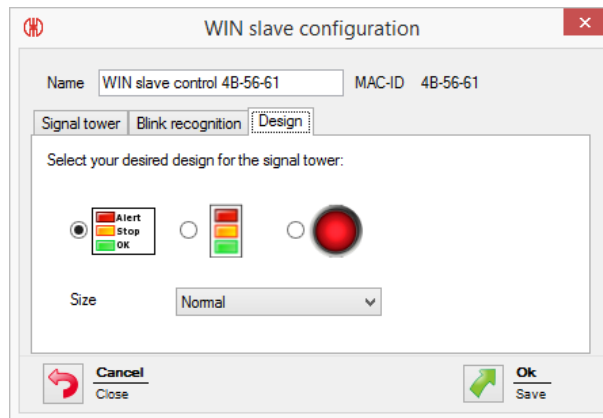 WIN slave configuration
Name WIN slave control 4B-56-61 MAC-ID 4B-56-61
Signal tower Blink recognition Design
Select your desired design for the signal tower:
Alert
Stop
OK
Size Normal
Cancel Ok
Close Save